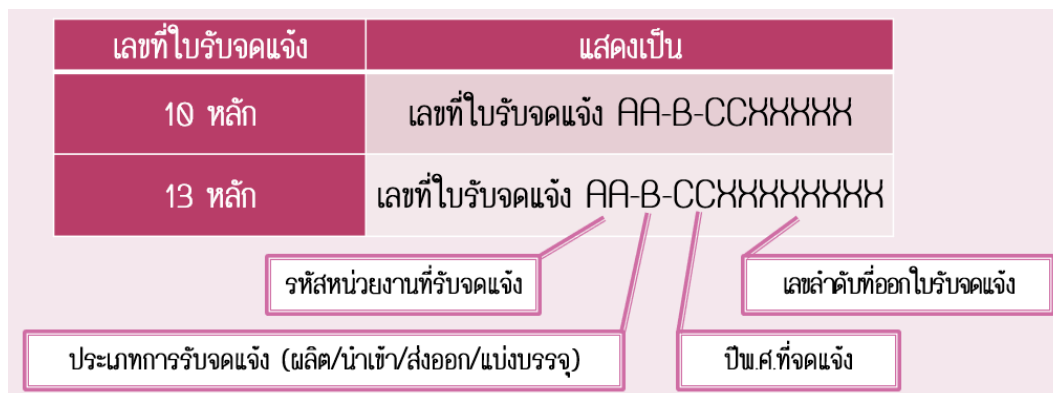 เลขที่ใบรับจดแจ้ง แสดงเป็น
10 หลัก เลขที่ใบรับจดแจ้ง AA-B-CCXXXXX
13 หลัก เลขที่ใบรับจดแจ้ง AA-B-CCXXXXXXXX
รหัสหน่วยงานที่รับจดแจ้ง เลขลำดับที่ออกใบรับจดแจ้ง
ประเภทการรับจดแจ้ง (ผลิต/นำเข้า/ส่งออก/แบ่งบรรจุ) ปีพ.ศ.ที่จดแจ้ง